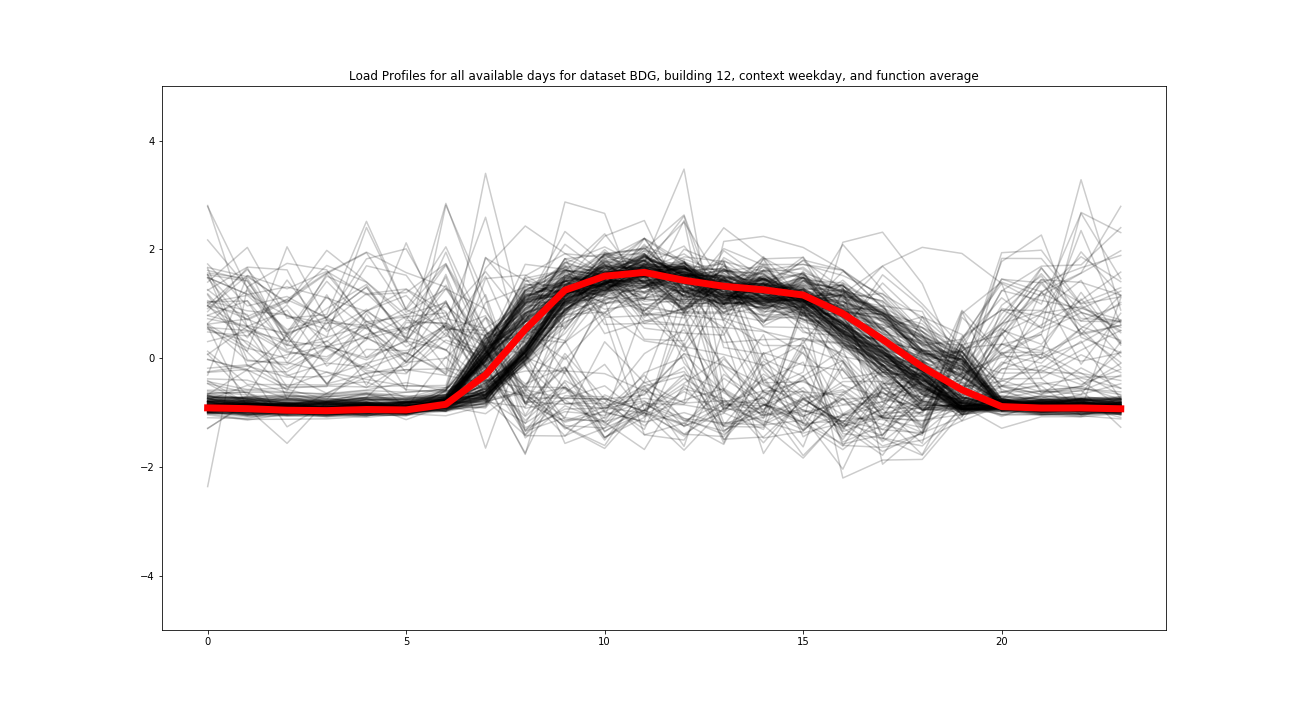 Load Profiles for all available days for dataset BDG, building 12, context weekday, and function average
4
2
0
−2
−4
0 5 10 15 20